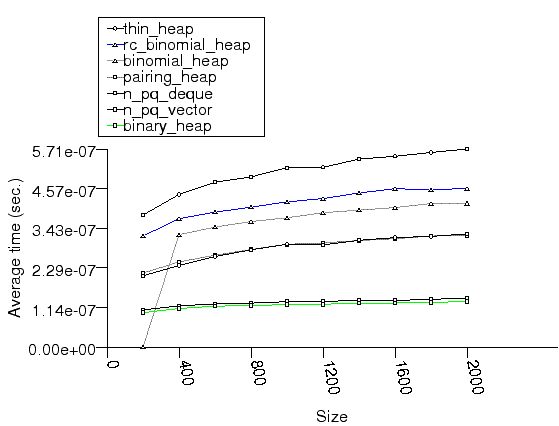 thin_heap
rc_binomial_heap
binomial_heap
pairing_heap
n_pq_deque
n_pq_vector
binary_heap
5.71e-07
4.57e-07
3.43e-07
2.29e-07
1.14e-07
0.00e+00
Average time (sec.)
0
400
800
1200
1600
2000
Size